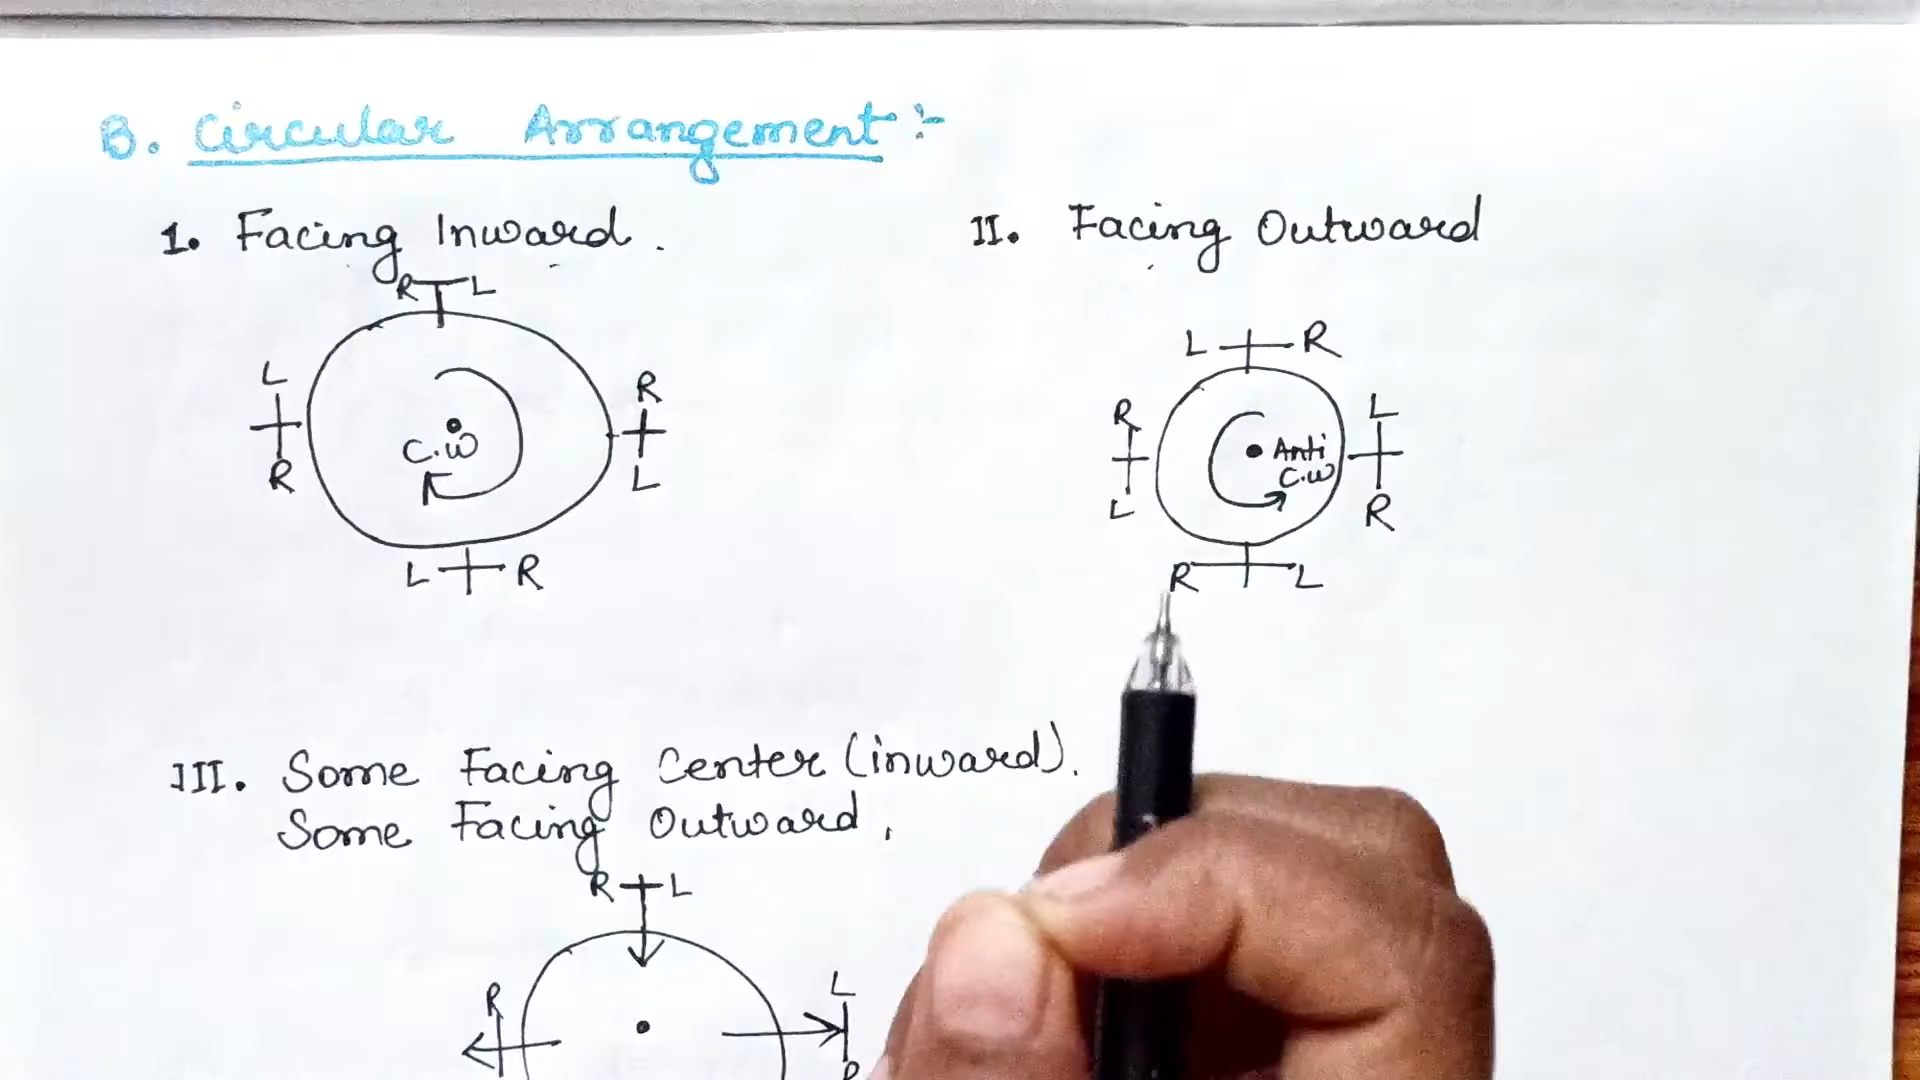 B. Circular Arrangement :-
1. Facing Inward.
R L
L
R
R
L
C.W
L R
II. Facing Outward
L R
R
L
L
R
Anti
C.W
R L
III. Some Facing Center (inward).
Some Facing Outward,
R L
R
L